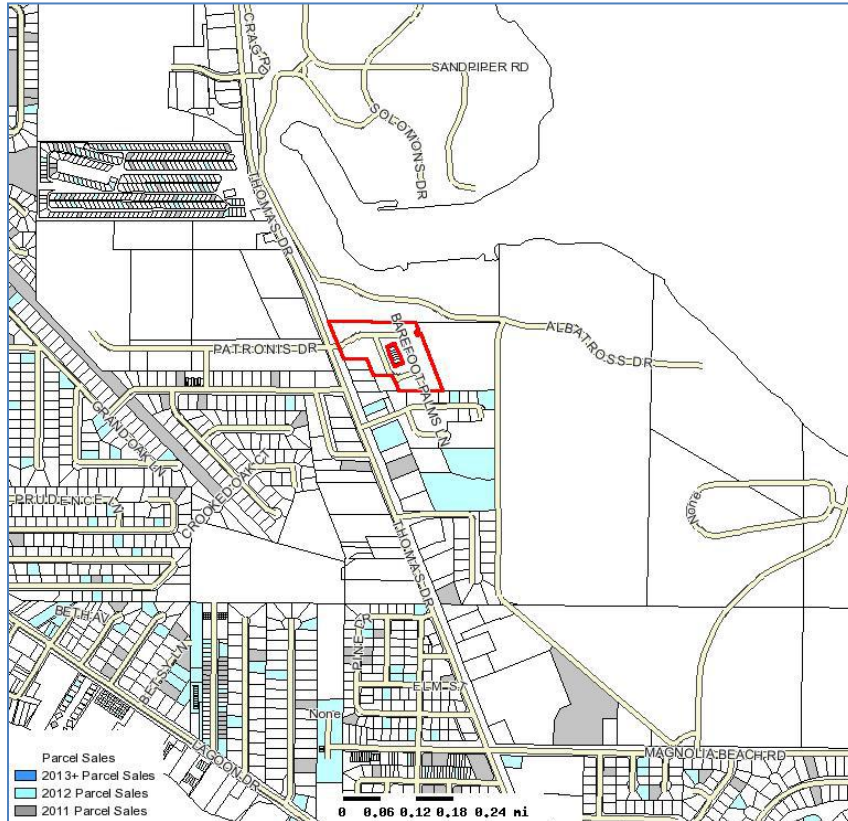 CRAG RD
SANDPIPER RD
SOLOMONS DR
THOMAS DR
BAREFOOT PALMS LN
ALBATROSS DR
PATRONIS DR
GRAND OAK LN
CROOKED OAK CT
PRUDENCE LN
None
THOMAS DR
BETH AV
BETSY LN
PINE DR
ELM ST
None
LAGOON DR
MAGNOLIA BEACH RD
Parcel Sales
2013+ Parcel Sales
2012 Parcel Sales
2011 Parcel Sales
0 0.06 0.12 0.18 0.24 mi